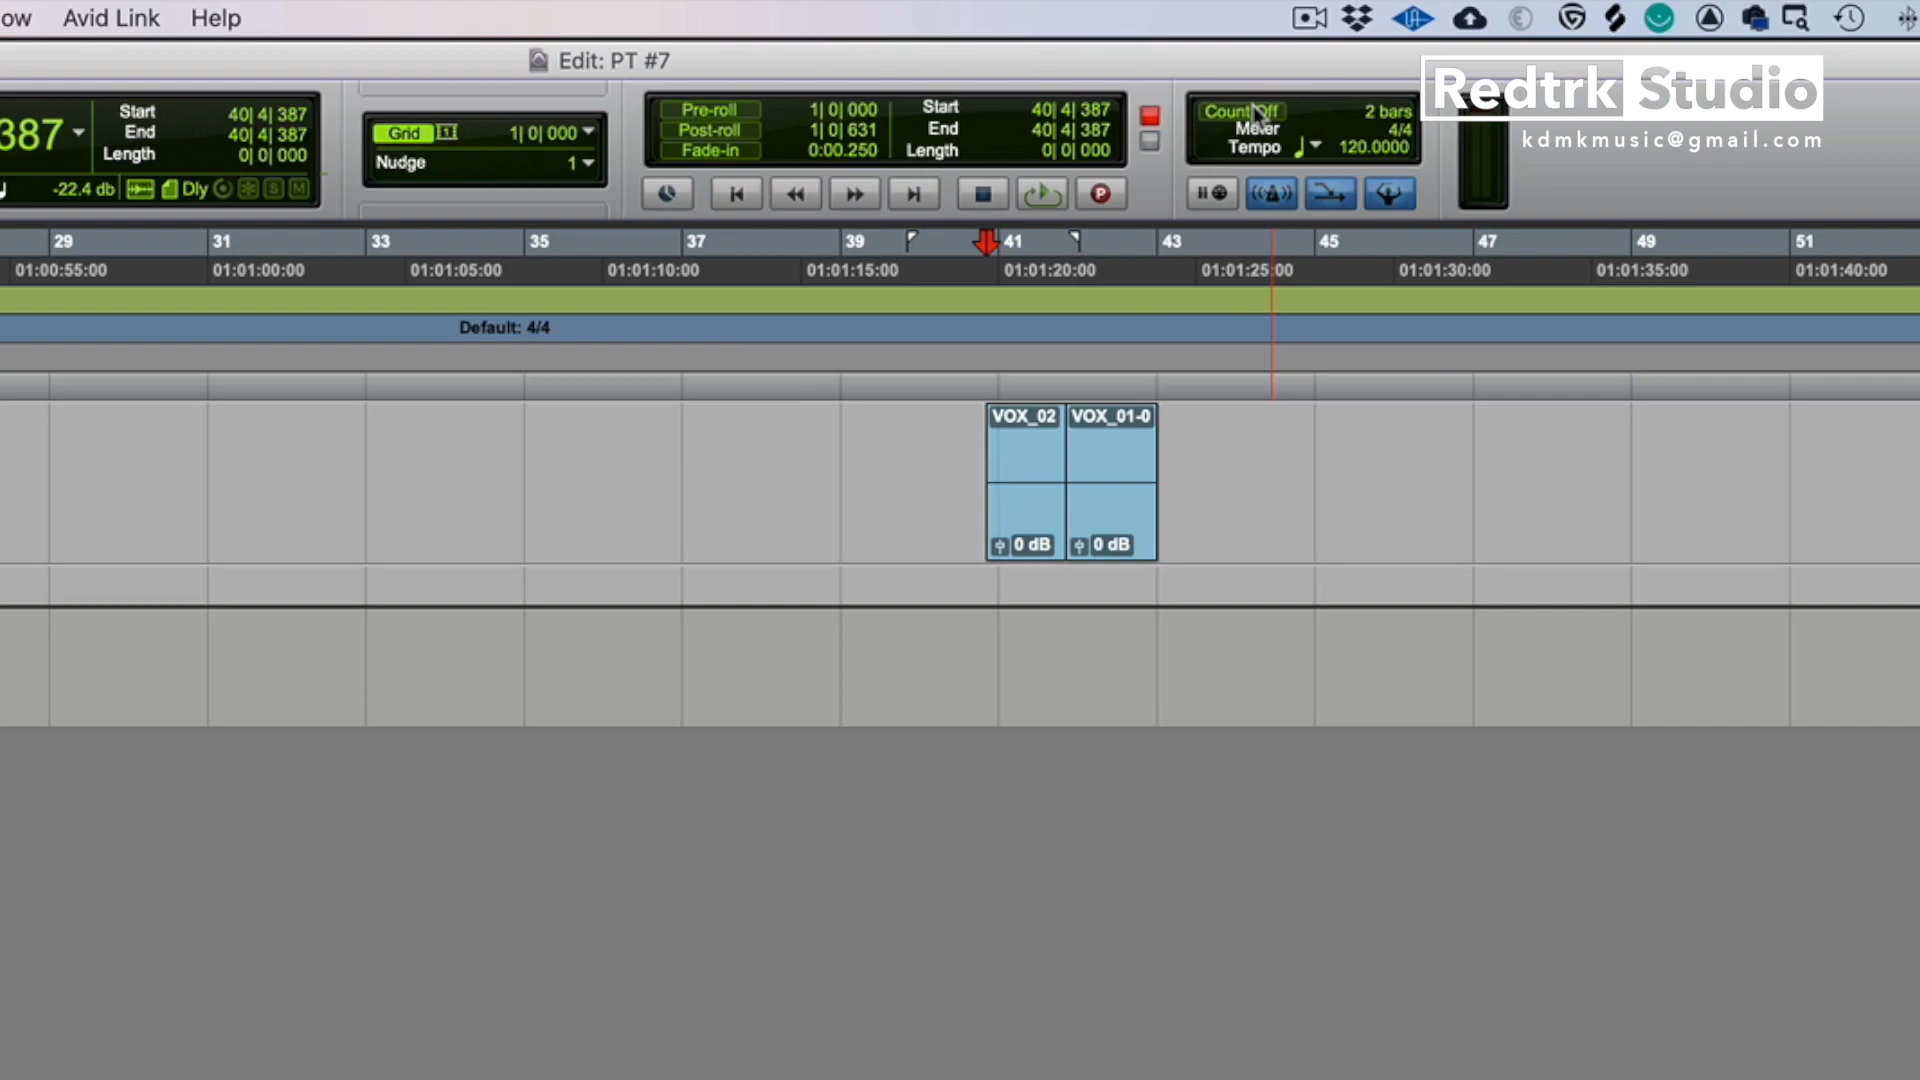 ow Avid Link Help
Edit: PT #7
Redtrk Studio
kdmkmusic@gmail.com
387
Start 40| 4| 387
End 40| 4| 387
Length 0| 0| 000
-22.4 db Dly S M
Grid 1| 0| 000
Nudge 1
Pre-roll 1| 0| 000 Start 40| 4| 387
Post-roll 1| 0| 631 End 40| 4| 387
Fade-in 0:00.250 Length 0| 0| 000
Count Off 2 bars
Meter 4/4
Tempo 120.0000
P
29 31 33 35 37 39 41 43 45 47 49 51
01:00:55:00 01:01:00:00 01:01:05:00 01:01:10:00 01:01:15:00 01:01:20:00 01:01:25:00 01:01:30:00 01:01:35:00 01:01:40:00
Default: 4/4
VOX_02 VOX_01-0
0 dB 0 dB